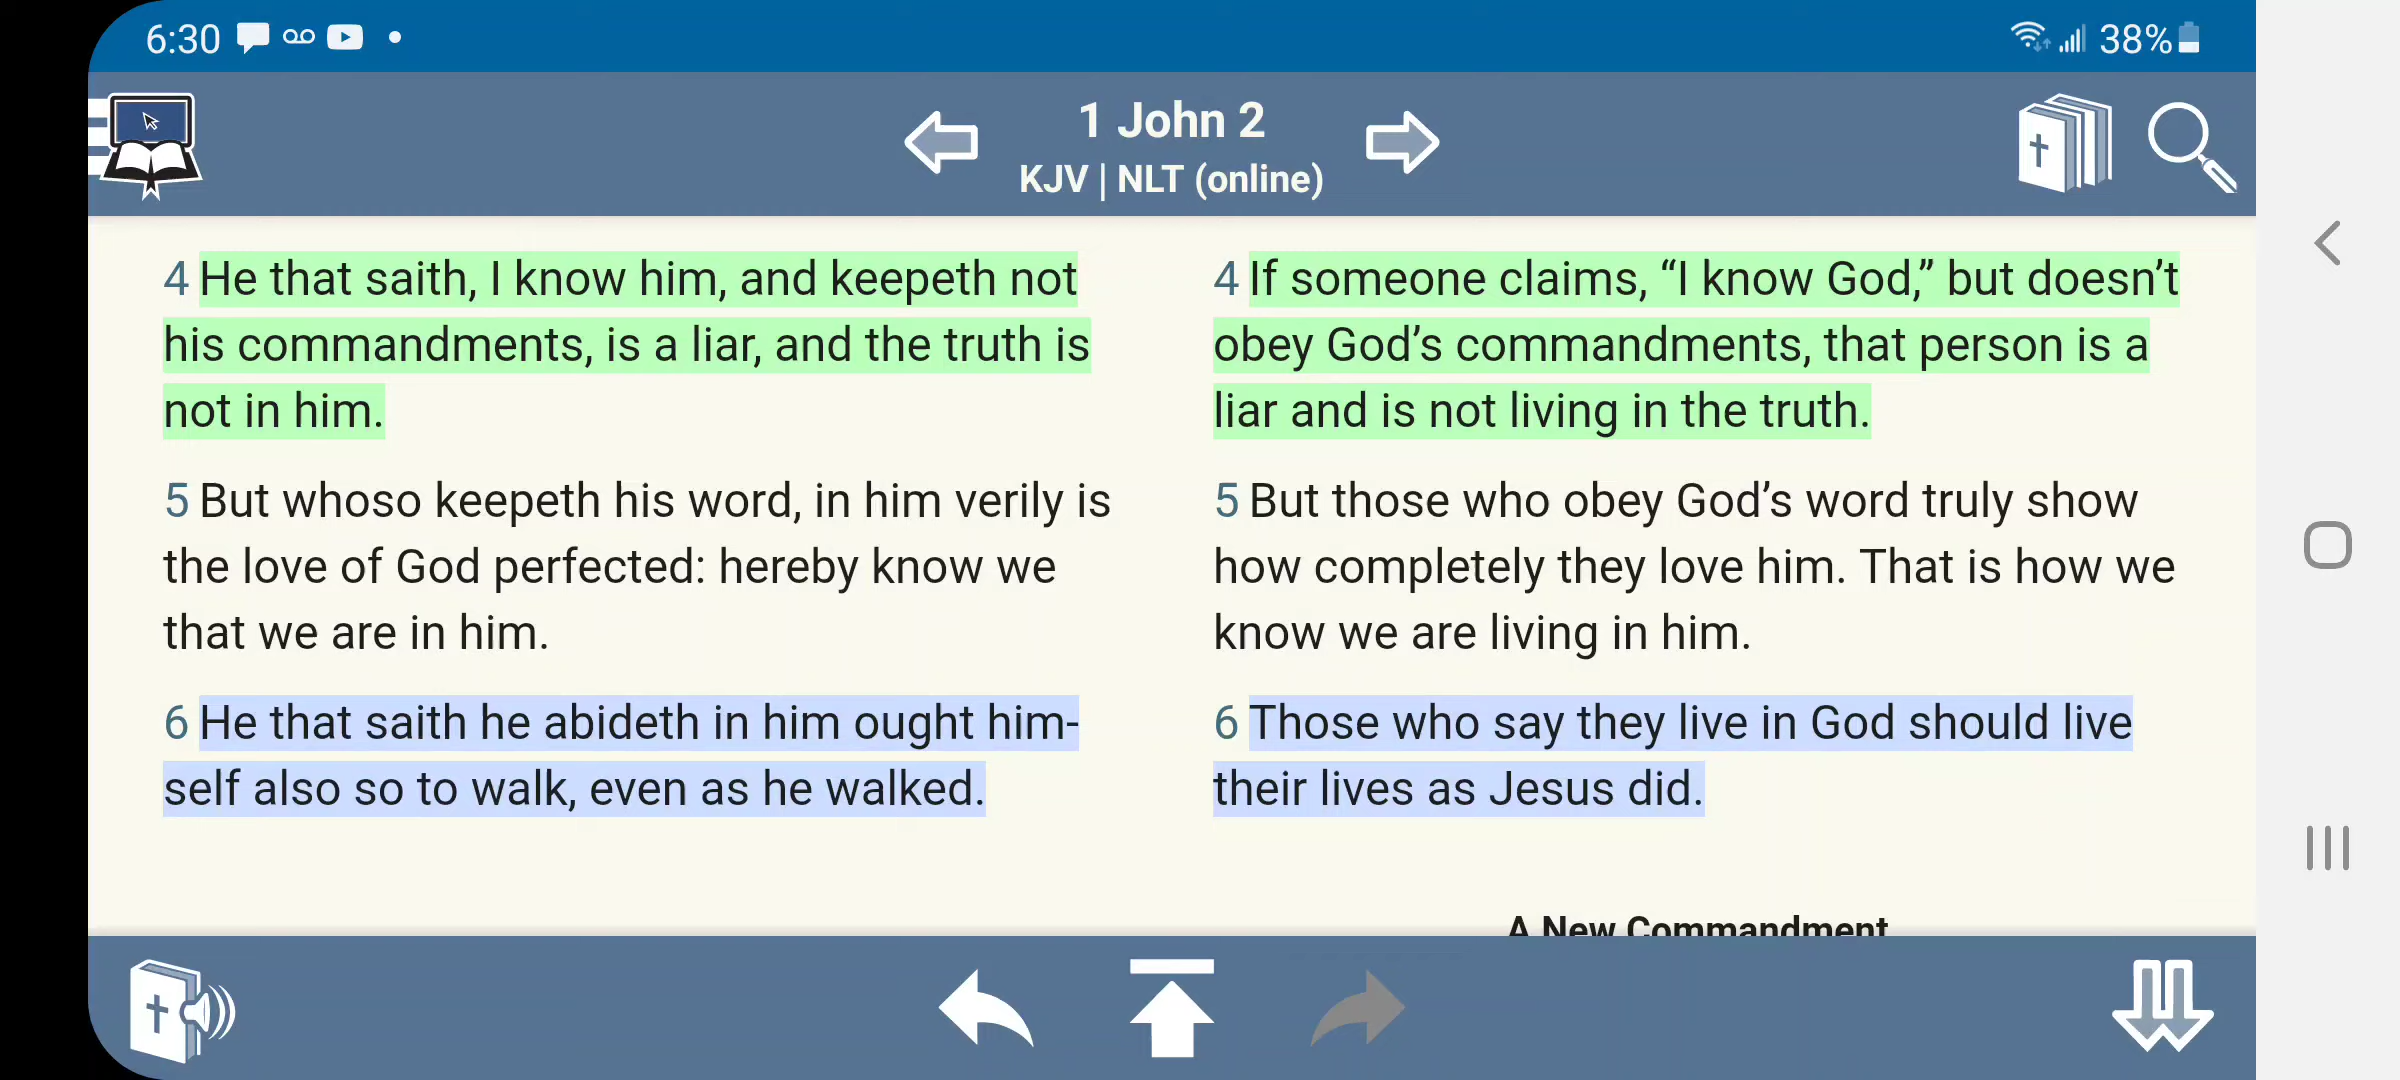 6:30
38%
1 John 2
KJV | NLT (online)
4 He that saith, I know him, and keepeth not
his commandments, is a liar, and the truth is
not in him.
5 But whoso keepeth his word, in him verily is
the love of God perfected: hereby know we
that we are in him.
6 He that saith he abideth in him ought him-
self also so to walk, even as he walked.
4 If someone claims, “I know God,” but doesn’t
obey God’s commandments, that person is a
liar and is not living in the truth.
5 But those who obey God’s word truly show
how completely they love him. That is how we
know we are living in him.
6 Those who say they live in God should live
their lives as Jesus did.
A New Commandment